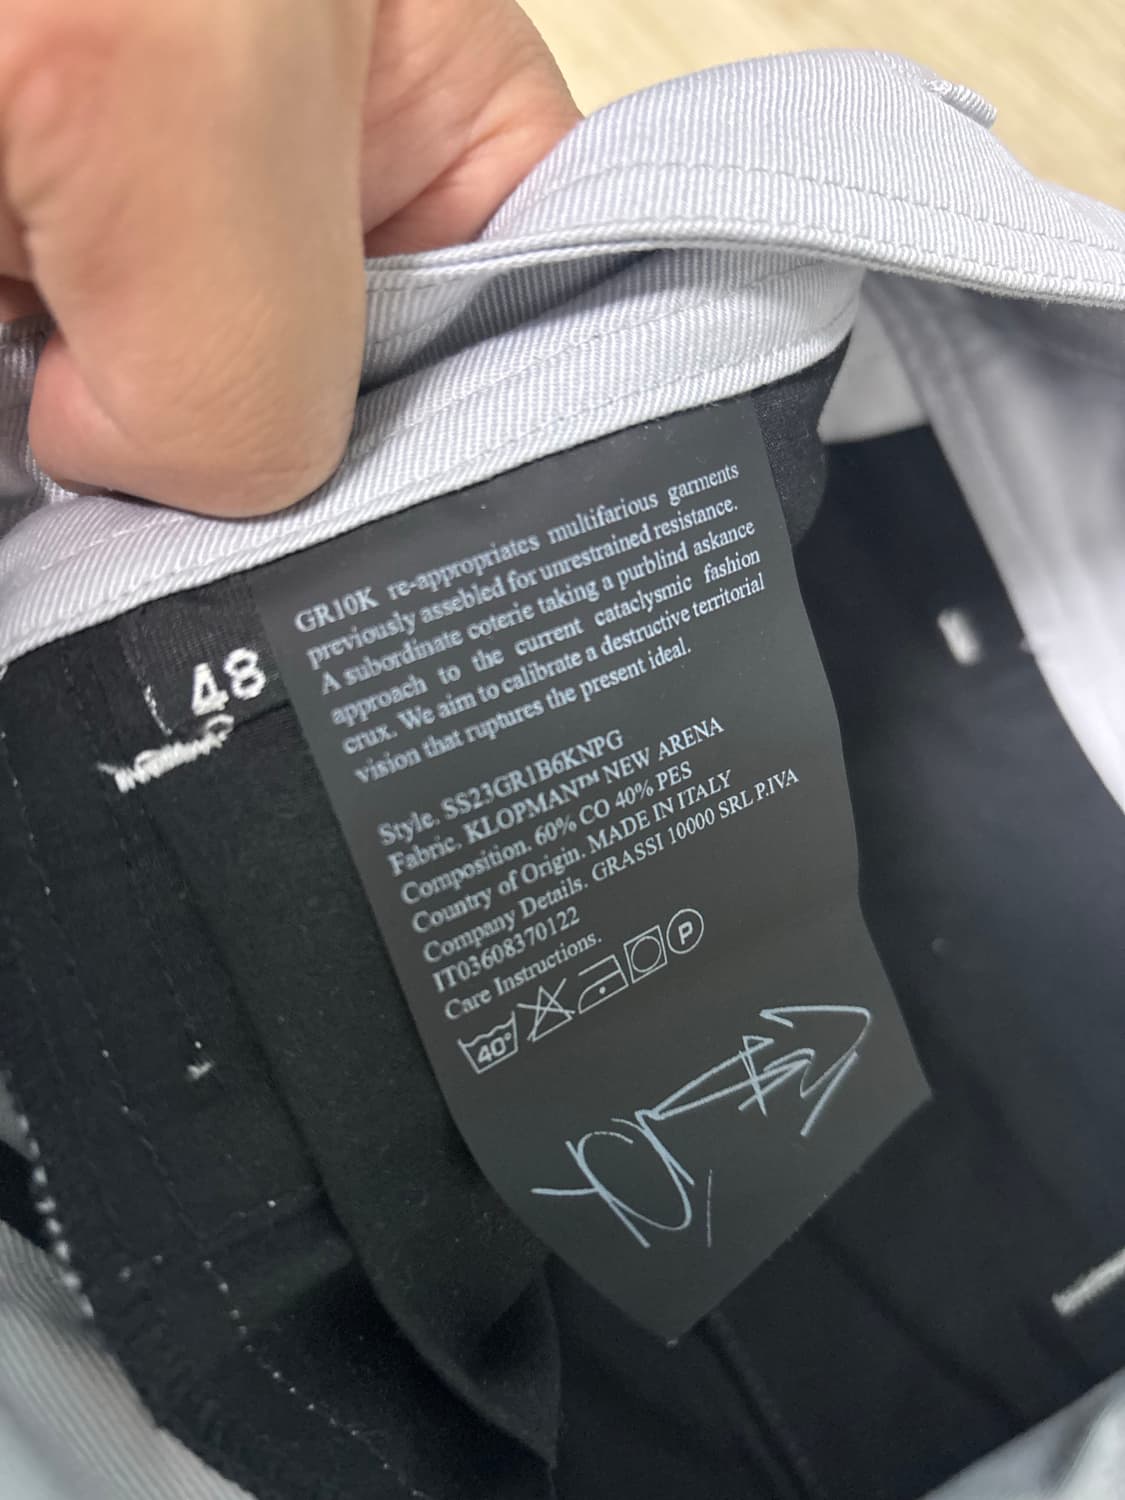 GR10K re-appropriates multifarious garments
previously assebled for unrestrained resistance.
A subordinate coterie taking a purblind askance
approach to the current cataclysmic fashion
crux. We aim to calibrate a destructive territorial
vision that ruptures the present ideal.
48
Style. SS23GR1B6KNPG
Fabric. KLOPMAN™ NEW ARENA
Composition. 60% CO 40% PES
Country of Origin. MADE IN ITALY
Company Details. GRASSI 10000 SRL P.IVA
IT03608370122
Care Instructions.
40° P